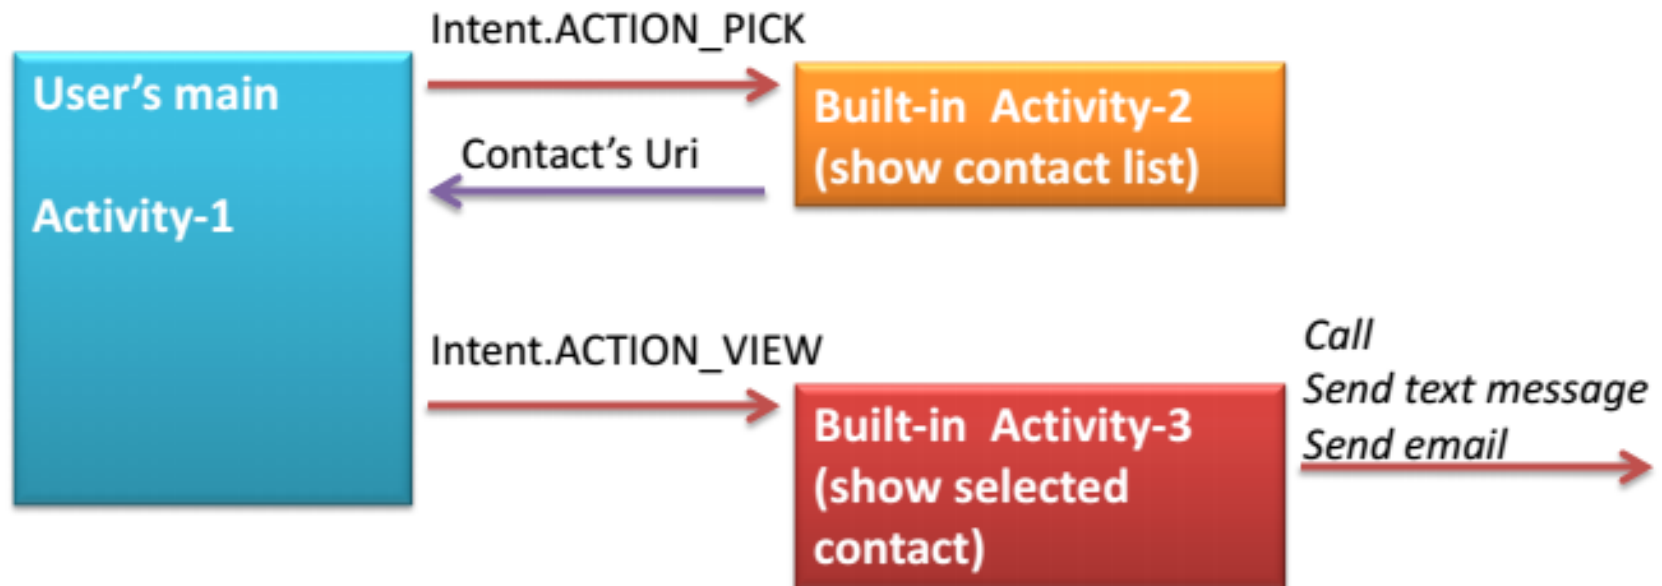 Intent.ACTION_PICK
User's main
Activity-1
Built-in Activity-2
(show contact list)
Contact's Uri
Intent.ACTION_VIEW
Built-in Activity-3
(show selected
contact)
Call
Send text message
Send email